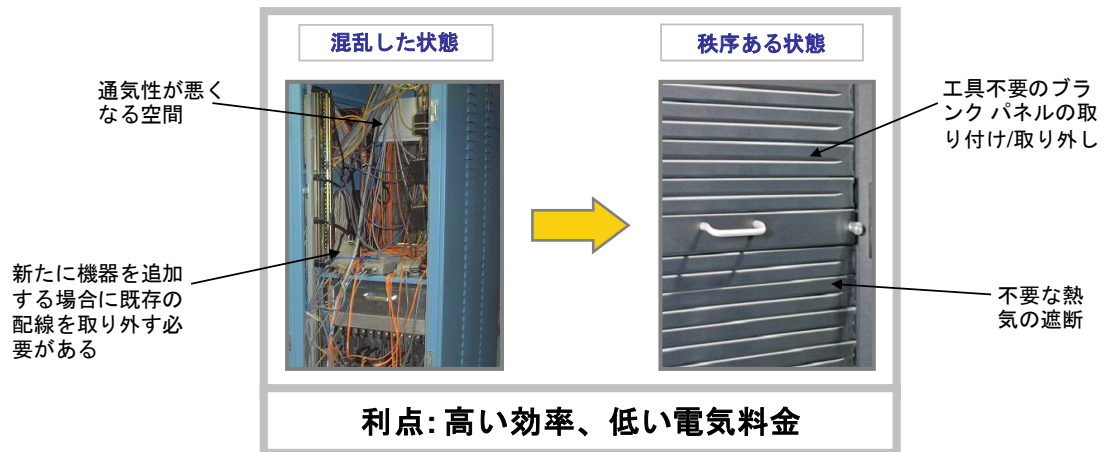 混乱した状態
秩序ある状態
通気性が悪く
なる空間
新たに機器を追加
する場合に既存の
配線を取り外す必
要がある
工具不要のブラ
ンク パネルの取
り付け/取り外し
不要な熱
気の遮断
利点: 高い効率、低い電気料金